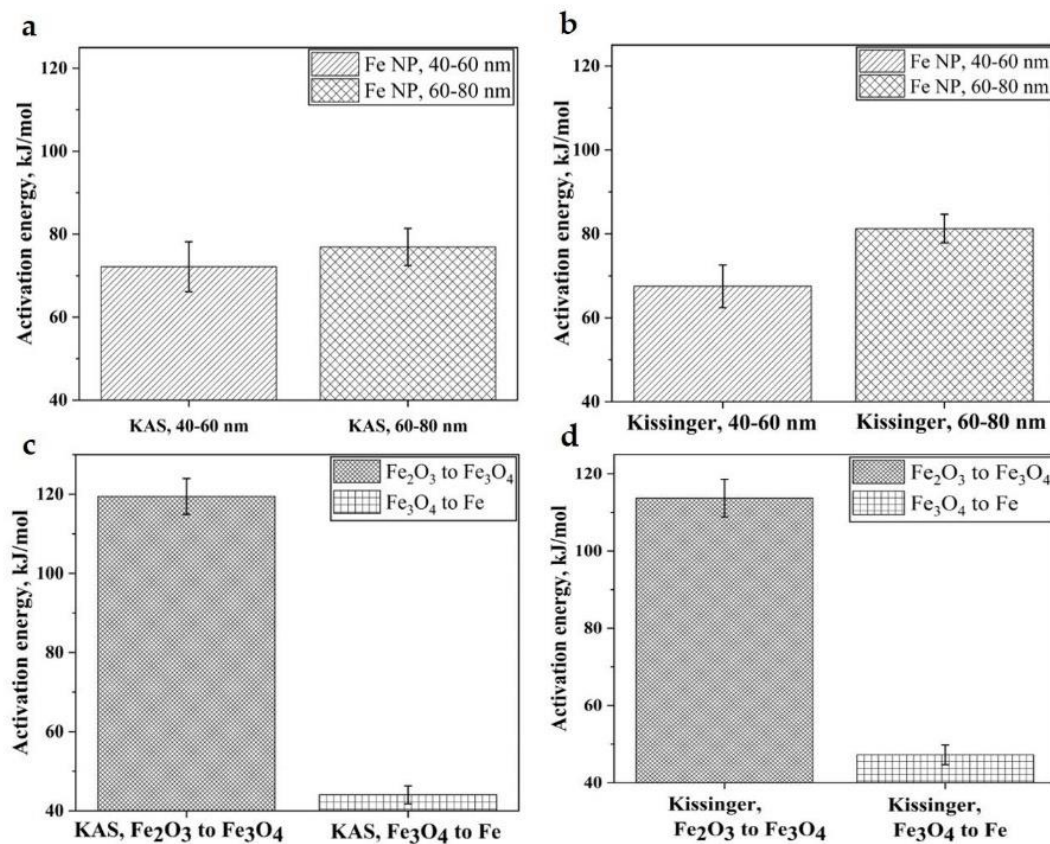 a
Activation energy, kJ/mol
120
100
80
60
40
Fe NP, 40-60 nm
Fe NP, 60-80 nm
KAS, 40-60 nm
KAS, 60-80 nm
b
Activation energy, kJ/mol
120
100
80
60
40
Fe NP, 40-60 nm
Fe NP, 60-80 nm
Kissinger, 40-60 nm
Kissinger, 60-80 nm
c
Activation energy, kJ/mol
120
100
80
60
40
Fe₂O₃ to Fe₃O₄
Fe₃O₄ to Fe
KAS, Fe₂O₃ to Fe₃O₄
KAS, Fe₃O₄ to Fe
d
Activation energy, kJ/mol
120
100
80
60
40
Fe₂O₃ to Fe₃O₄
Fe₃O₄ to Fe
Kissinger,
Fe₂O₃ to Fe₃O₄
Kissinger,
Fe₃O₄ to Fe